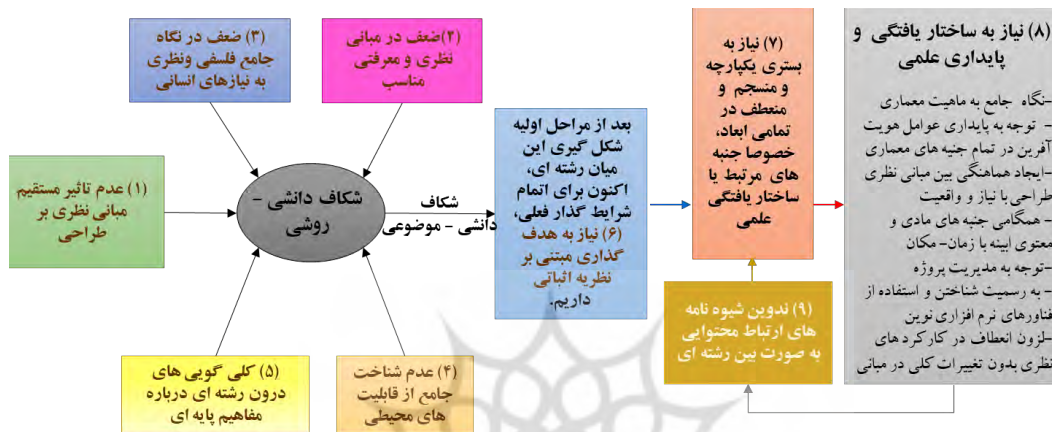 (۱) عدم تاثیر مستقیم
مبانی نظری بر
طراحی
(۲)ضعف در مبانی
نظری و معرفتی
مناسب
(۳) ضعف در نگاه
جامع فلسفی ونظری
به نیازهای انسانی
(۴) عدم شناخت
جامع از قابلیت
های محیطی
(۵) کلی گویی های
درون رشته ای درباره
مفاهیم پایه ای
شکاف دانشی -
روشی
شکاف
دانشی - موضوعی
بعد از مراحل اولیه
شکل گیری این
میان رشته ای،
اکنون برای اتمام
شرایط گذار فعلی،
(۶) نیاز به هدف
گذاری مبتنی بر
نظریه اثباتی
داریم.
(۷) نیاز به
بستری یکپارچه
و منسجم و
منعطف در
تمامی ابعاد،
خصوصا جنبه
های مرتبط یا
ساختار یافتگی
علمی
(۸) نیاز به ساختار یافتگی و
پایداری علمی
-نگاه جامع به ماهیت معماری
- توجه به پایداری عوامل هویت
آفرین در تمام جنبه های معماری
-ایجاد هماهنگی بین مبانی نظری
طراحی با نیاز و واقعیت
- همگامی جنبه های مادی و
معنوی ابینه با زمان- مکان
-توجه به مدیریت پروژه
- به رسمیت شناختن و استفاده از
فناورهای نرم افزاری نوین
-لزون انعطاف در کارکردهای
نظری بدون تغییرات کلی در مبانی
(۹) تدوین شیوه نامه
های ارتباط محتوایی
به صورت بین رشته ای